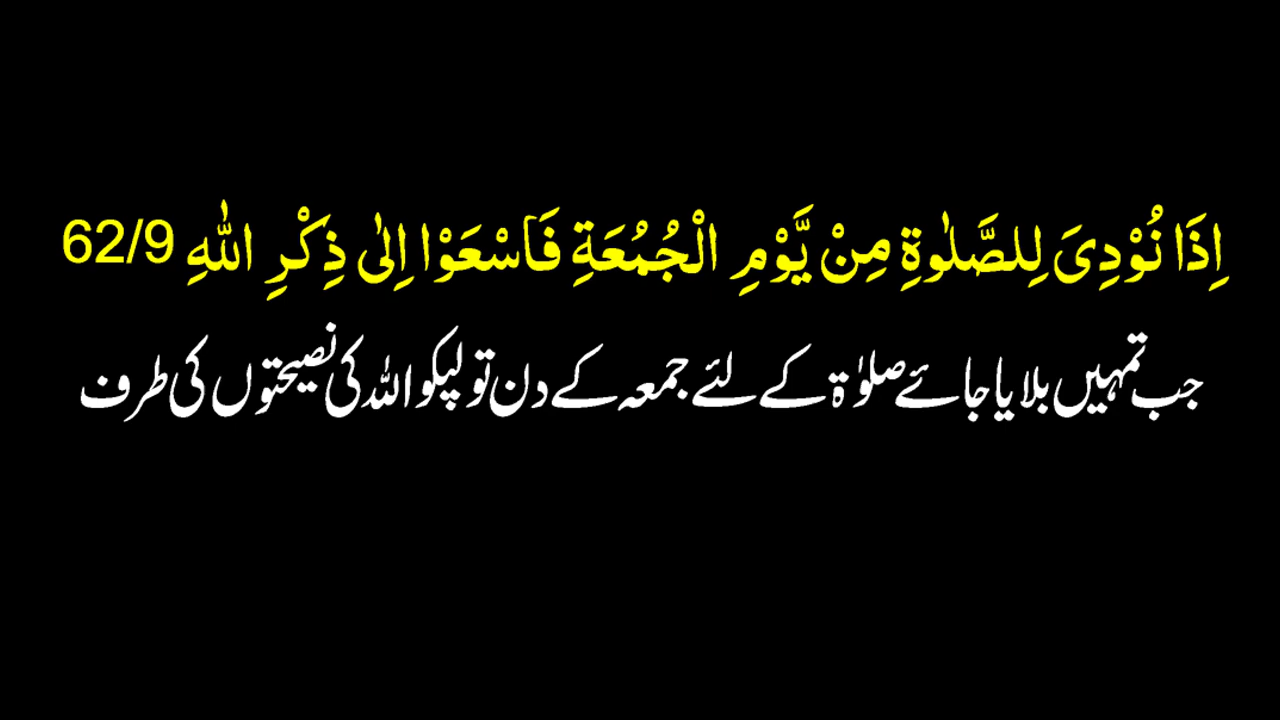 اِذَا نُوْدِیَ لِلصَّلٰوةِ مِنْ یَّوْمِ الْجُمُعَةِ فَاسْعَوْا اِلٰی ذِكْرِ اللّٰهِ 62/9
جب تمہیں بلایا جائے صلوٰۃ کے لئے جمعہ کے دن تو لپکو اللہ کی نصیحتوں کی طرف